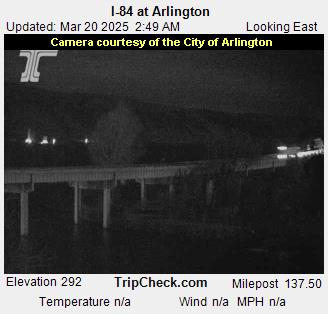 I-84 at Arlington
Updated: Mar 20 2025 2:49 AM Looking East
Camera courtesy of the City of Arlington
Elevation 292 TripCheck.com Milepost 137.50
Temperature n/a Wind n/a MPH n/a